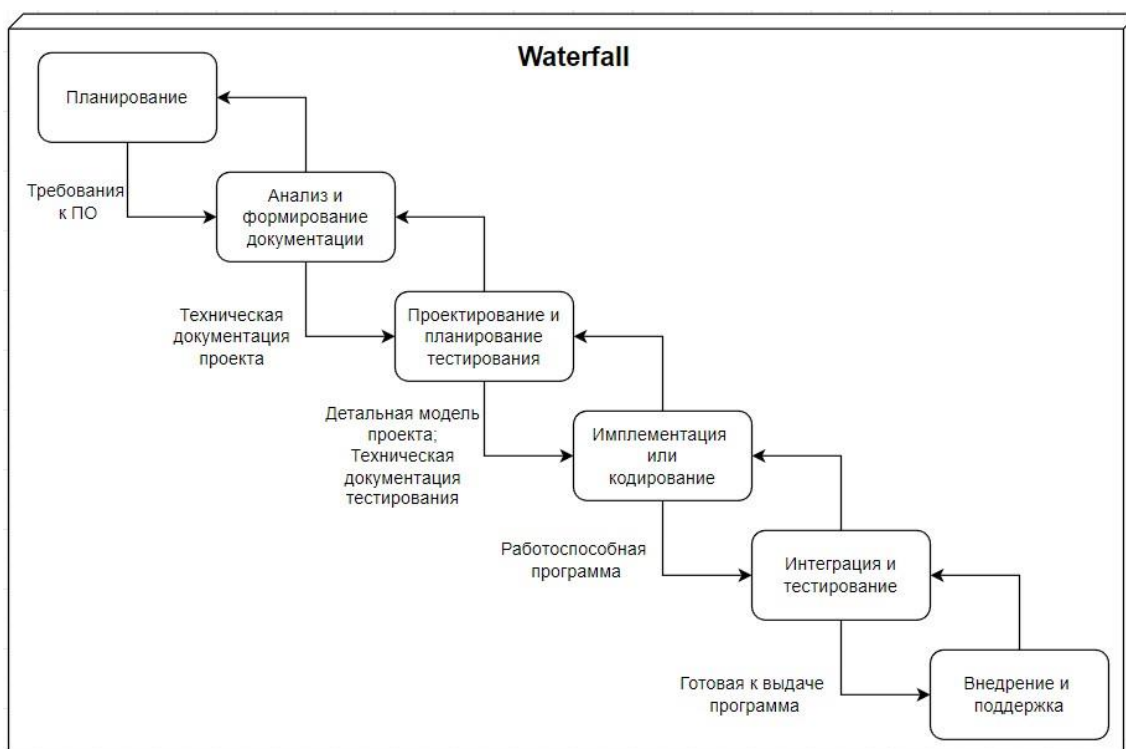 Waterfall
Планирование
Требования
к ПО
Анализ и
формирование
документации
Техническая
документация
проекта
Проектирование и
планирование
тестирования
Детальная модель
проекта;
Техническая
документация
тестирования
Имплементация
или
кодирование
Работоспособная
программа
Интеграция и
тестирование
Готовая к выдаче
программа
Внедрение и
поддержка